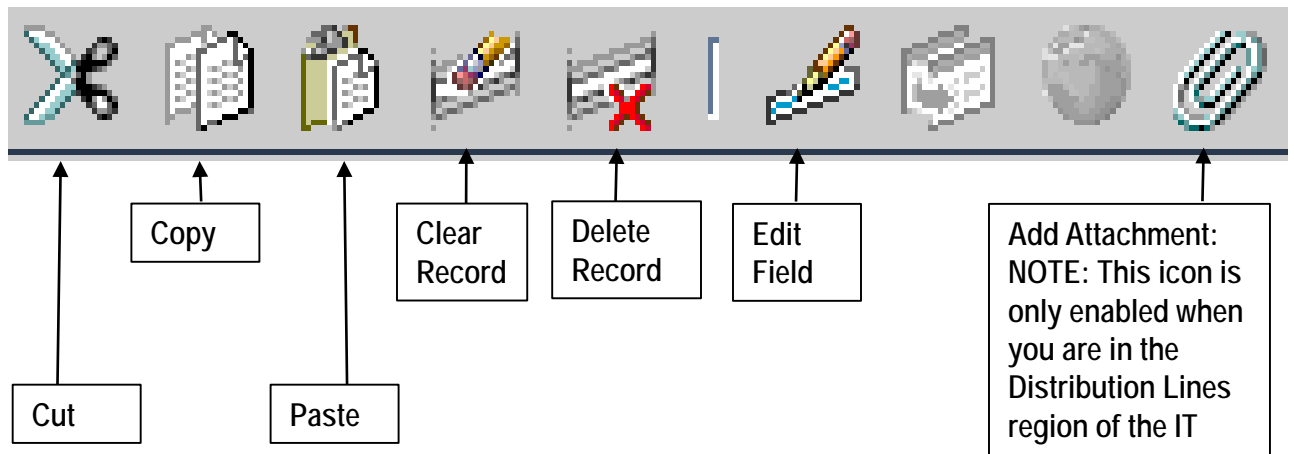 Copy
Clear
Record
Delete
Record
Edit
Field
Add Attachment:
NOTE: This icon is
only enabled when
you are in the
Distribution Lines
region of the IT
Cut
Paste